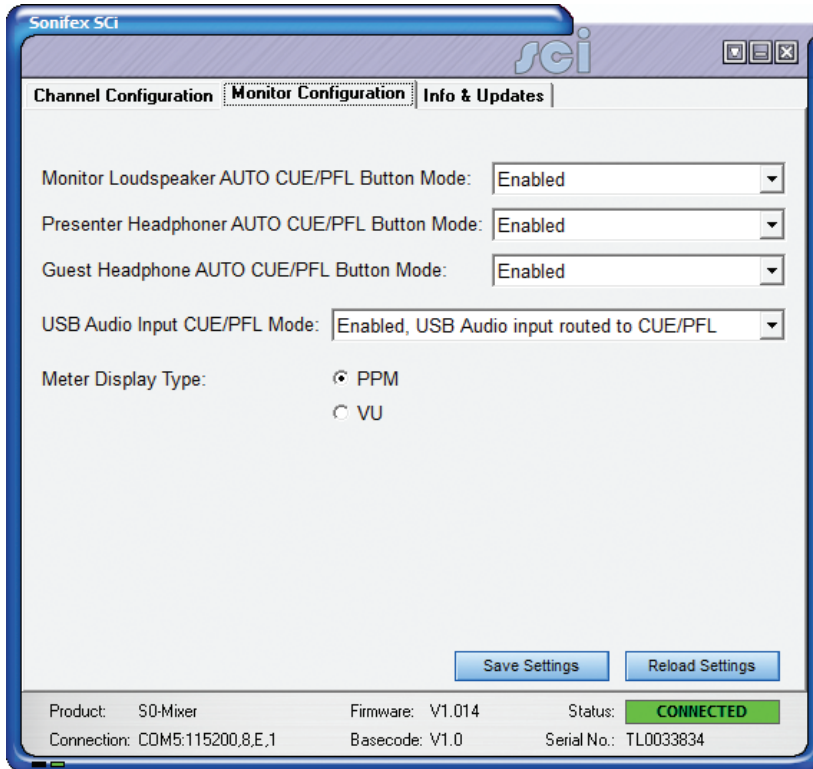 Sonifex SCi
sci
Channel Configuration Monitor Configuration Info & Updates
Monitor Loudspeaker AUTO CUE/PFL Button Mode: Enabled
Presenter Headphoner AUTO CUE/PFL Button Mode: Enabled
Guest Headphone AUTO CUE/PFL Button Mode: Enabled
USB Audio Input CUE/PFL Mode: Enabled, USB Audio input routed to CUE/PFL
Meter Display Type: PPM
VU
Save Settings Reload Settings
Product: S0-Mixer Firmware: V1.014 Status: CONNECTED
Connection: COM5:115200,8,E,1 Basecode: V1.0 Serial No.: TL0033834